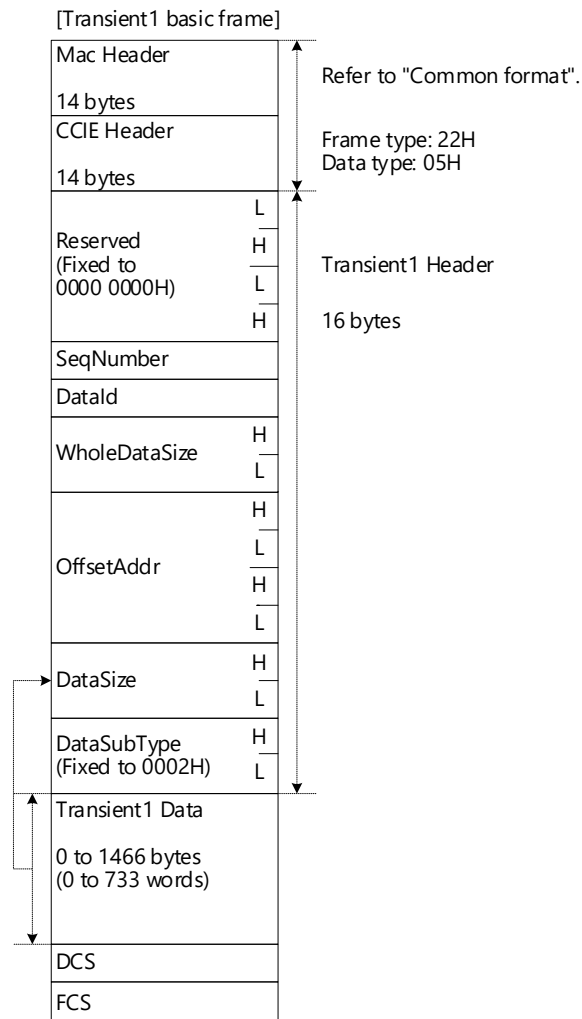 [Transient1 basic frame]
Mac Header
14 bytes
Refer to "Common format".
CCIE Header
14 bytes
Frame type: 22H
Data type: 05H
Reserved
(Fixed to
0000 0000H)
L
H
L
H
Transient1 Header
16 bytes
SeqNumber
DataId
WholeDataSize
H
L
OffsetAddr
H
L
H
L
DataSize
H
L
DataSubType
(Fixed to 0002H)
H
L
Transient1 Data
0 to 1466 bytes
(0 to 733 words)
DCS
FCS